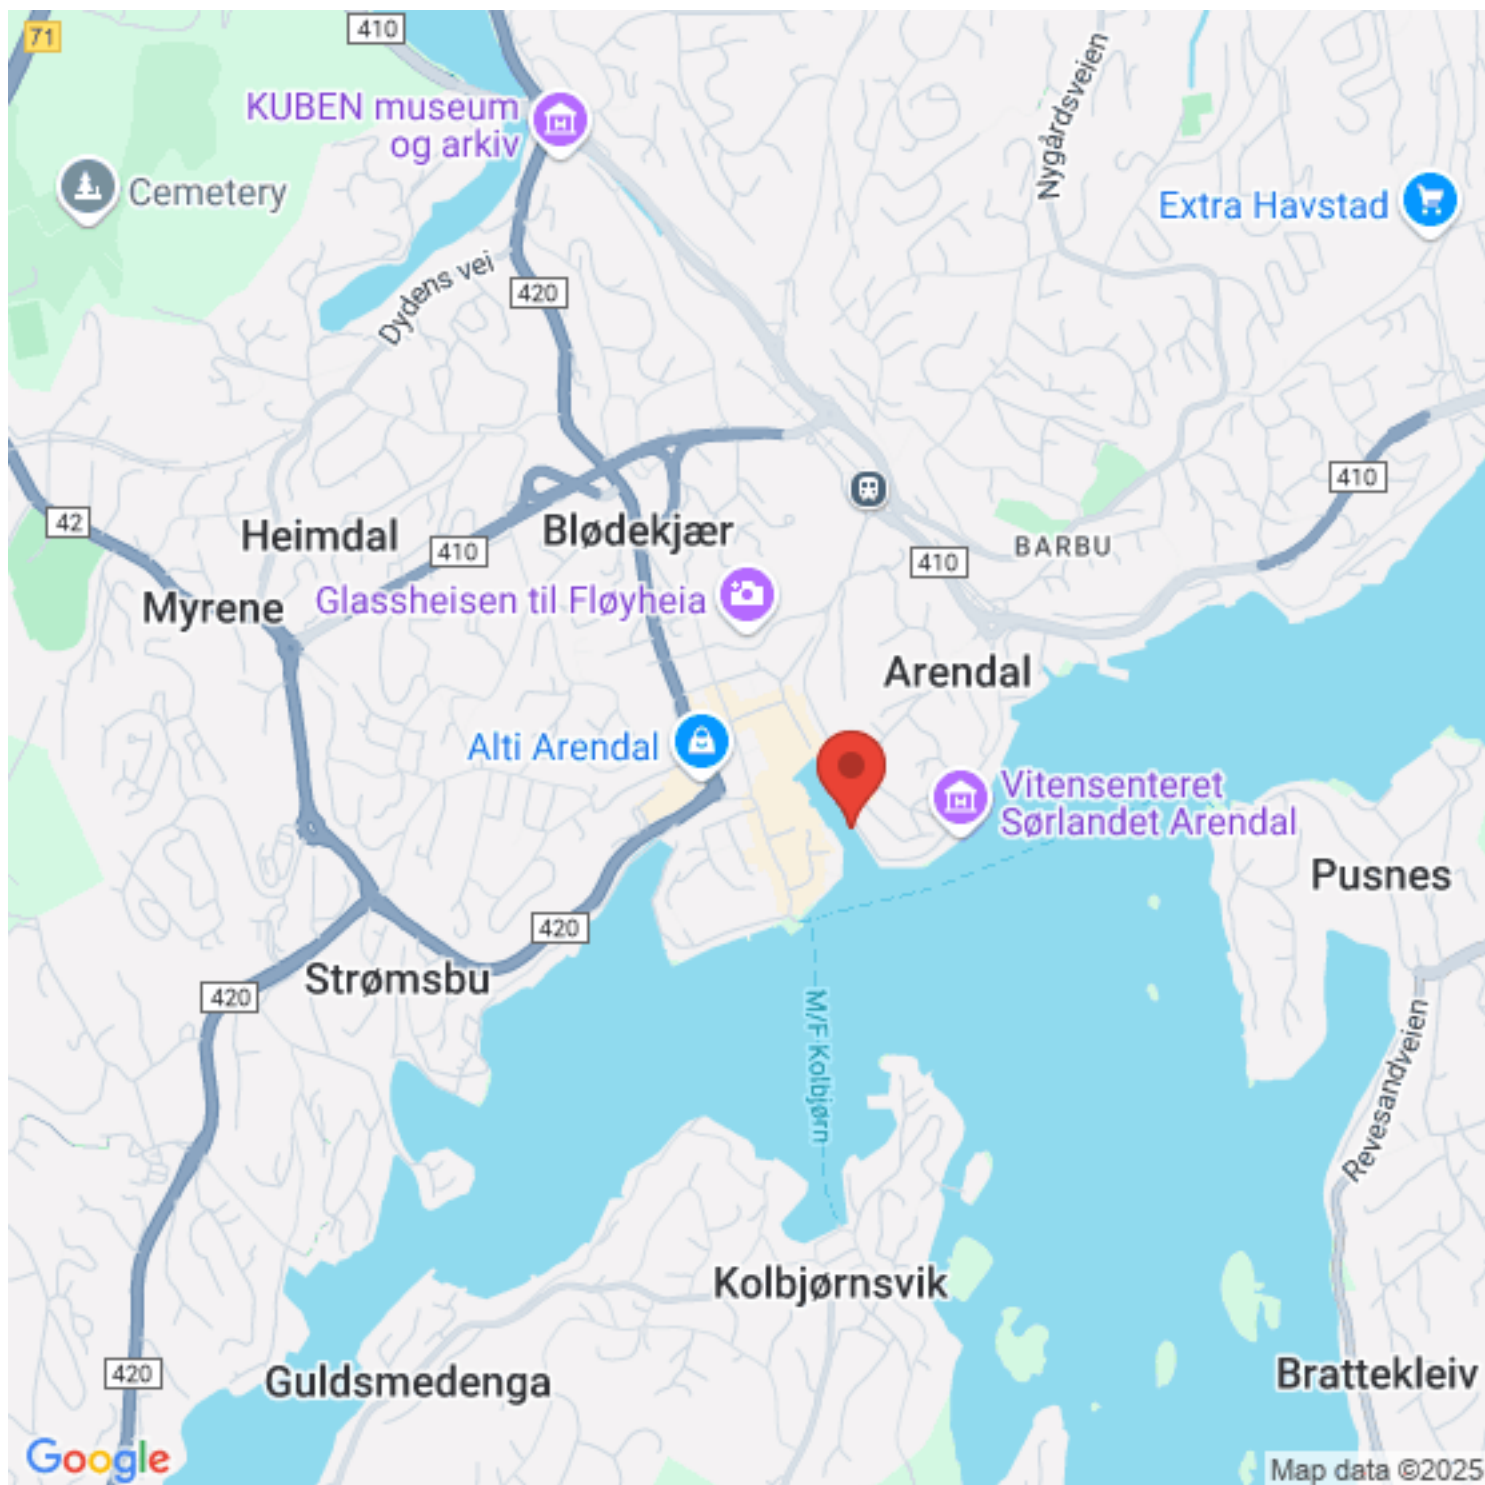 71
410
KUBEN museum
og arkiv
Nygårdsveien
Cemetery
Extra Havstad
Dydens vei
420
410
42
Heimdal
410
Blødekjær
410
BARBU
Myrene
Glassheisen til Fløyheia
Arendal
Alti Arendal
Vitensenteret
Sørlandet Arendal
Pusnes
420
Strømsbu
420
M/F Kolbjørn
Revesandveien
Kolbjørnsvik
420
Guldsmedenga
Brattekleiv
Google
Map data ©2025